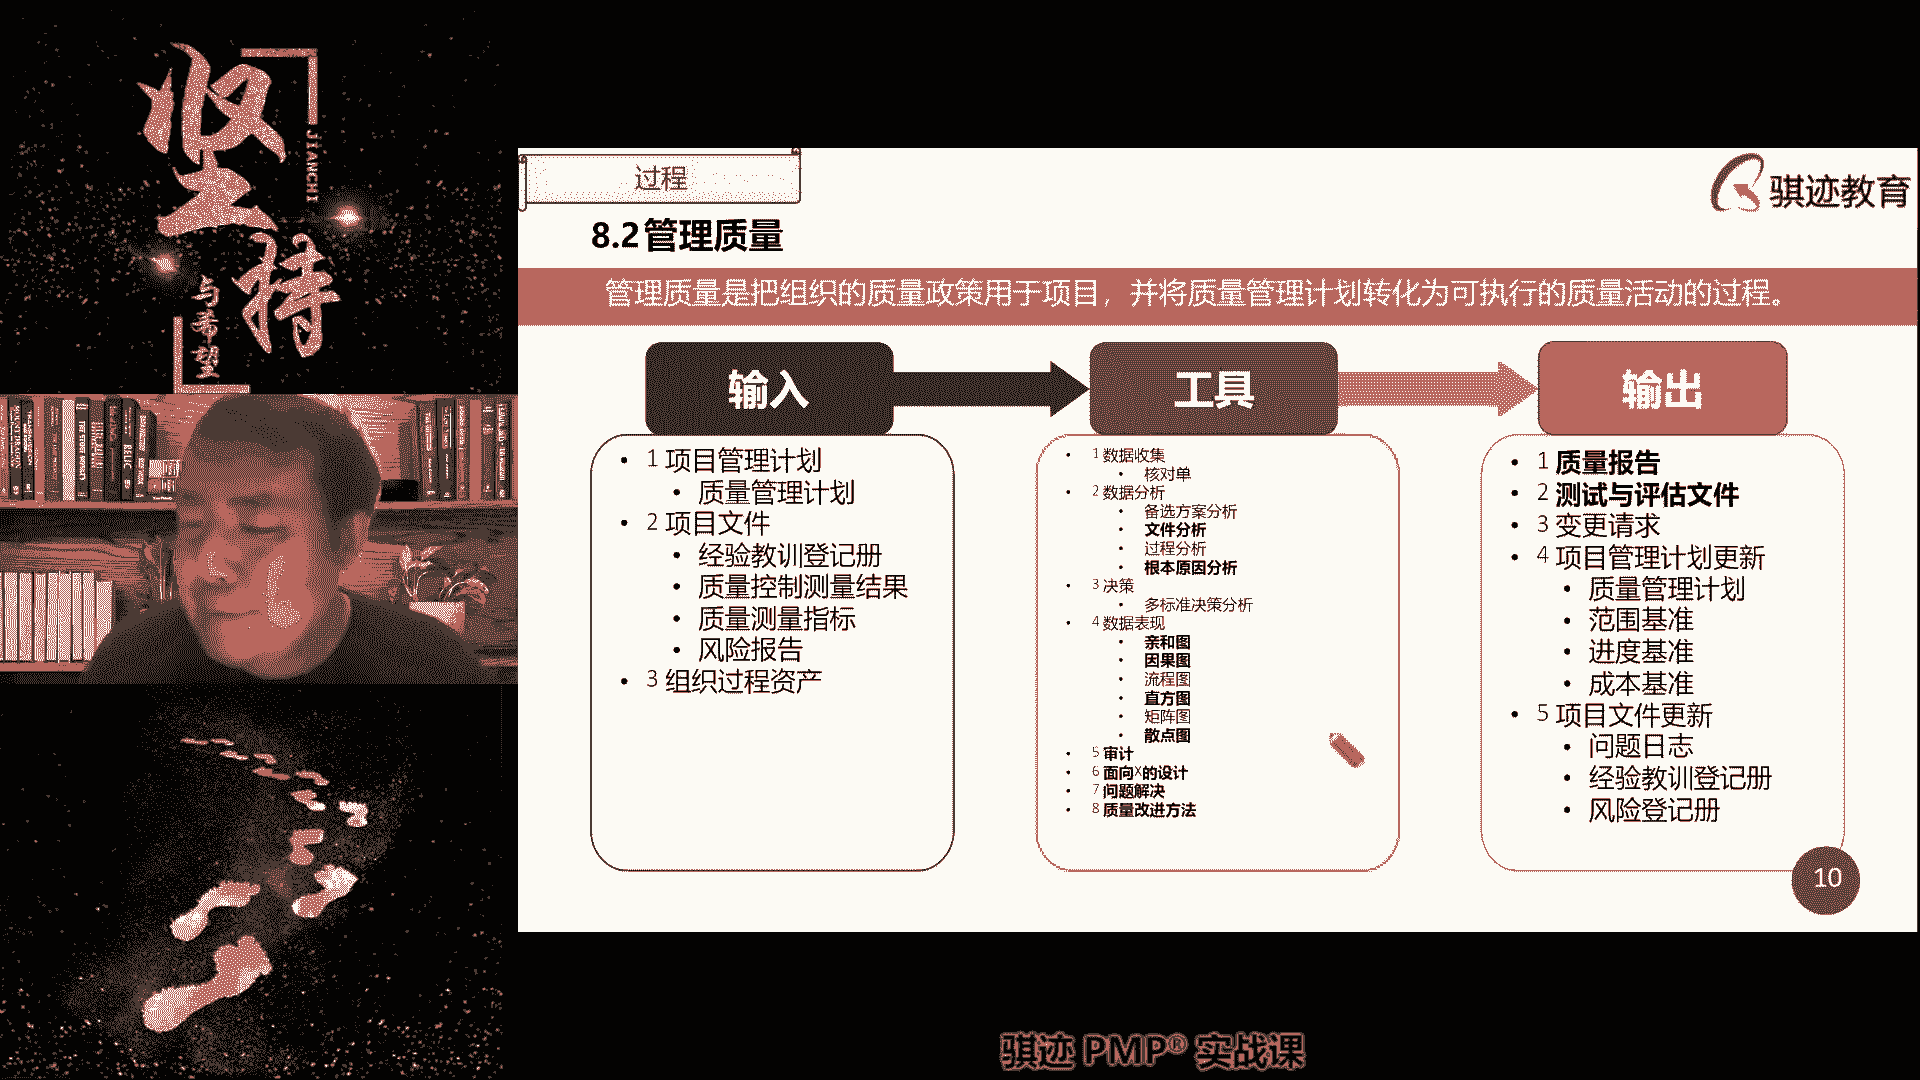 坚持
JIANCHI
与希望
过程
骐迹教育
8.2管理质量
管理质量是把组织的质量政策用于项目，并将质量管理计划转化为可执行的质量活动的过程。
输入
• 1 项目管理计划
• 质量管理计划
• 2 项目文件
• 经验教训登记册
• 质量控制测量结果
• 质量测量指标
• 风险报告
• 3 组织过程资产
工具
• 1 数据收集
• 核对单
• 2 数据分析
• 备选方案分析
• 文件分析
• 过程分析
• 根本原因分析
• 3 决策
• 多标准决策分析
• 4 数据表现
• 亲和图
• 因果图
• 流程图
• 直方图
• 矩阵图
• 散点图
• 5 审计
• 6 面向X的设计
• 7 问题解决
• 8 质量改进方法
输出
• 1 质量报告
• 2 测试与评估文件
• 3 变更请求
• 4 项目管理计划更新
• 质量管理计划
• 范围基准
• 进度基准
• 成本基准
• 5 项目文件更新
• 问题日志
• 经验教训登记册
• 风险登记册
10
骐迹 PMP® 实战课